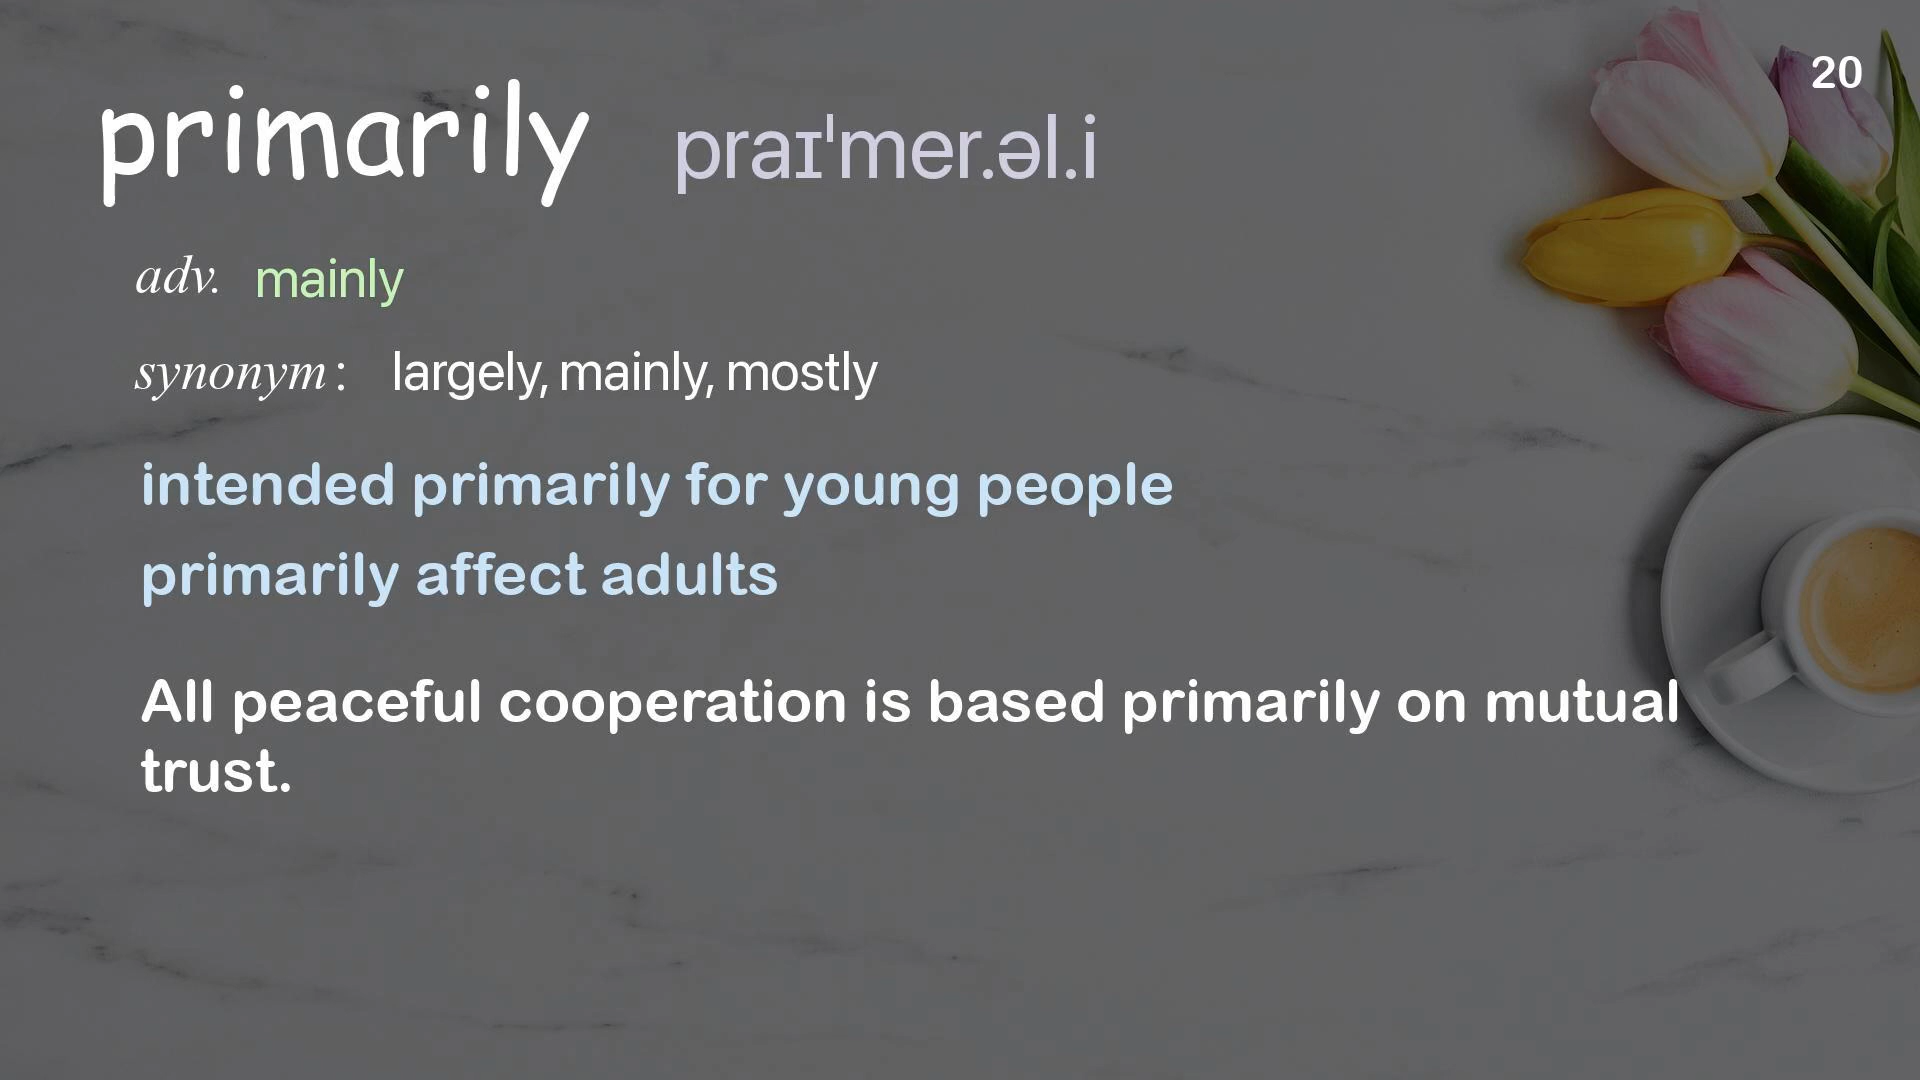 20
primarily praɪˈmer.əl.i
adv. mainly
synonym : largely, mainly, mostly
intended primarily for young people
primarily affect adults
All peaceful cooperation is based primarily on mutual
trust.